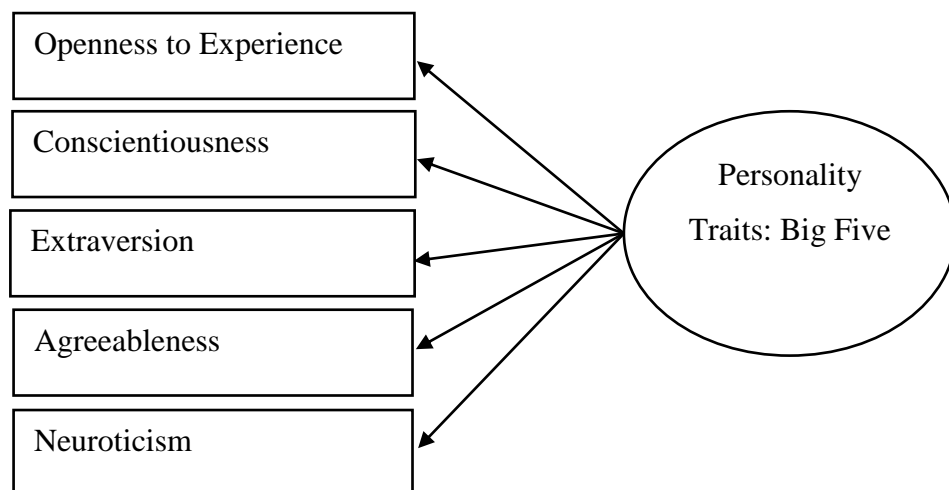 Openness to Experience
Conscientiousness
Extraversion
Agreeableness
Neuroticism
Personality
Traits: Big Five